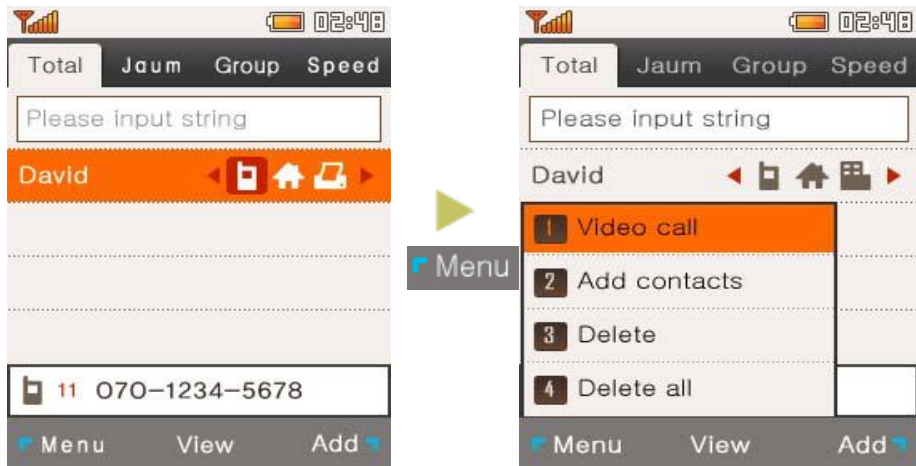 02:48
Total Jaum Group Speed
Please input string
David
11 070-1234-5678
Menu View Add
Menu
02:48
Total Jaum Group Speed
Please input string
David
1 Video call
2 Add contacts
3 Delete
4 Delete all
Menu View Add